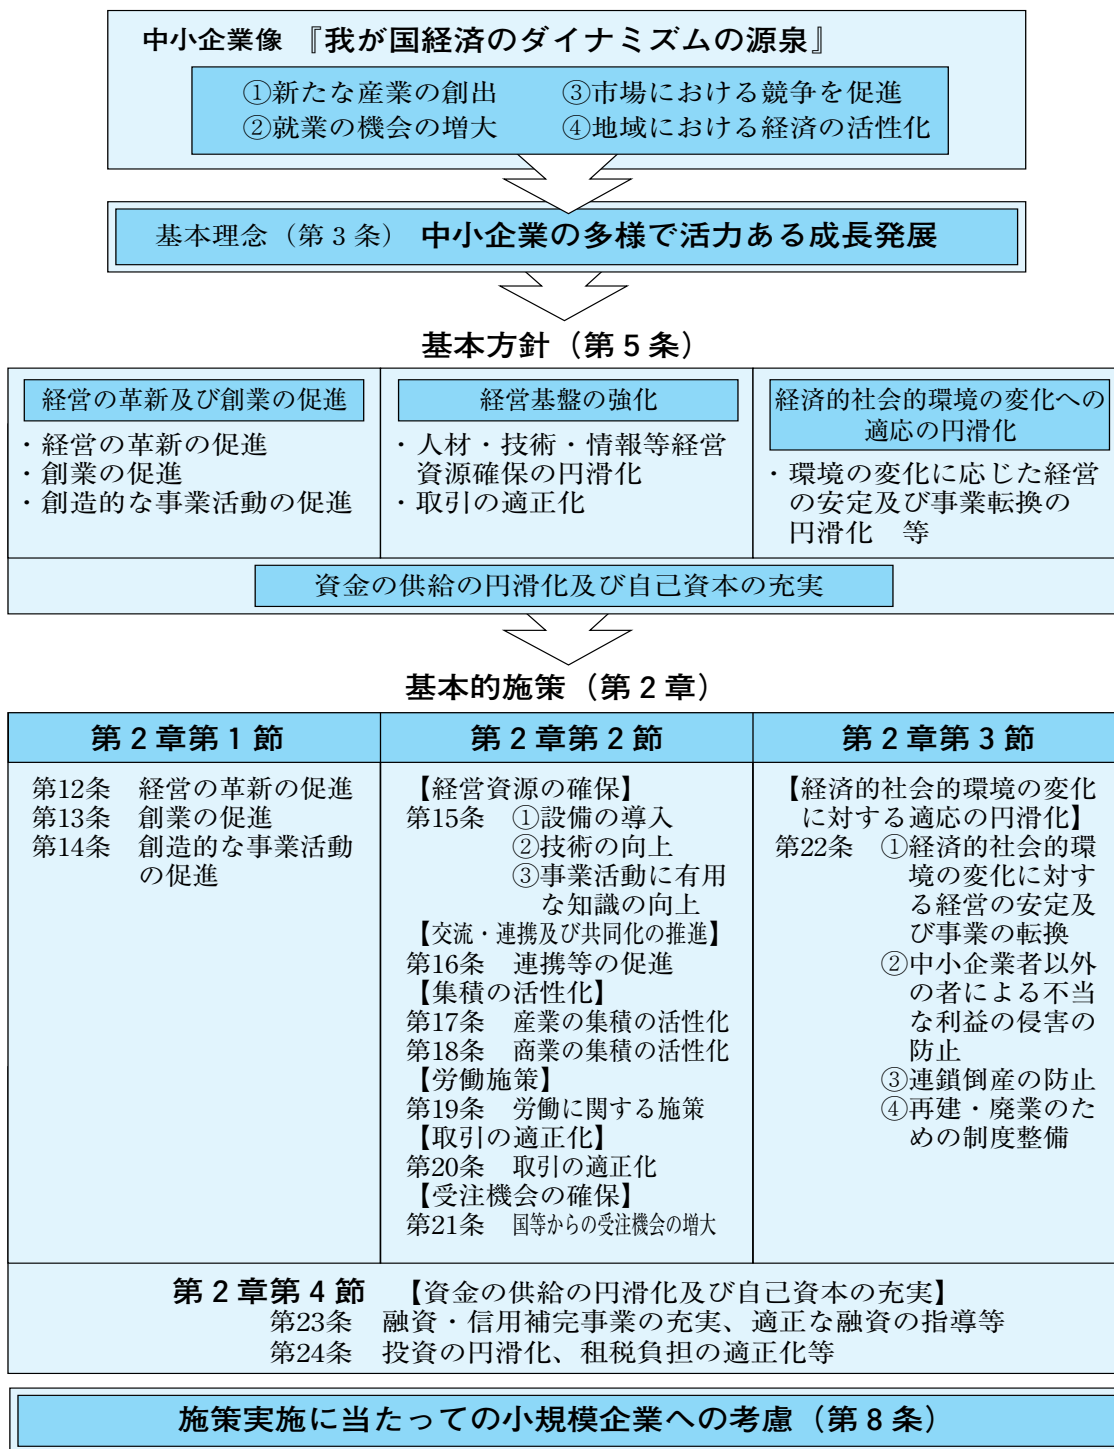 中小企業像 『我が国経済のダイナミズムの源泉』
①新たな産業の創出 ③市場における競争を促進
②就業の機会の増大 ④地域における経済の活性化
基本理念（第3条） 中小企業の多様で活力ある成長発展
基本方針（第5条）
経営の革新及び創業の促進
・経営の革新の促進
・創業の促進
・創造的な事業活動の促進
経営基盤の強化
・人材・技術・情報等経営
資源確保の円滑化
・取引の適正化
経済的社会的環境の変化への
適応の円滑化
・環境の変化に応じた経営
の安定及び事業転換の
円滑化 等
資金の供給の円滑化及び自己資本の充実
基本的施策（第2章）
第2章第1節
第12条 経営の革新の促進
第13条 創業の促進
第14条 創造的な事業活動
の促進
第2章第2節
【経営資源の確保】
第15条 ①設備の導入
②技術の向上
③事業活動に有用
な知識の向上
【交流・連携及び共同化の推進】
第16条 連携等の促進
【集積の活性化】
第17条 産業の集積の活性化
第18条 商業の集積の活性化
【労働施策】
第19条 労働に関する施策
【取引の適正化】
第20条 取引の適正化
【受注機会の確保】
第21条 国等からの受注機会の増大
第2章第3節
【経済的社会的環境の変化
に対する適応の円滑化】
第22条 ①経済的社会的環
境の変化に対す
る経営の安定及
び事業の転換
②中小企業者以外
の者による不当
な利益の侵害の
防止
③連鎖倒産の防止
④再建・廃業のた
めの制度整備
第2章第4節 【資金の供給の円滑化及び自己資本の充実】
第23条 融資・信用補完事業の充実、適正な融資の指導等
第24条 投資の円滑化、租税負担の適正化等
施策実施に当たっての小規模企業への考慮（第8条）